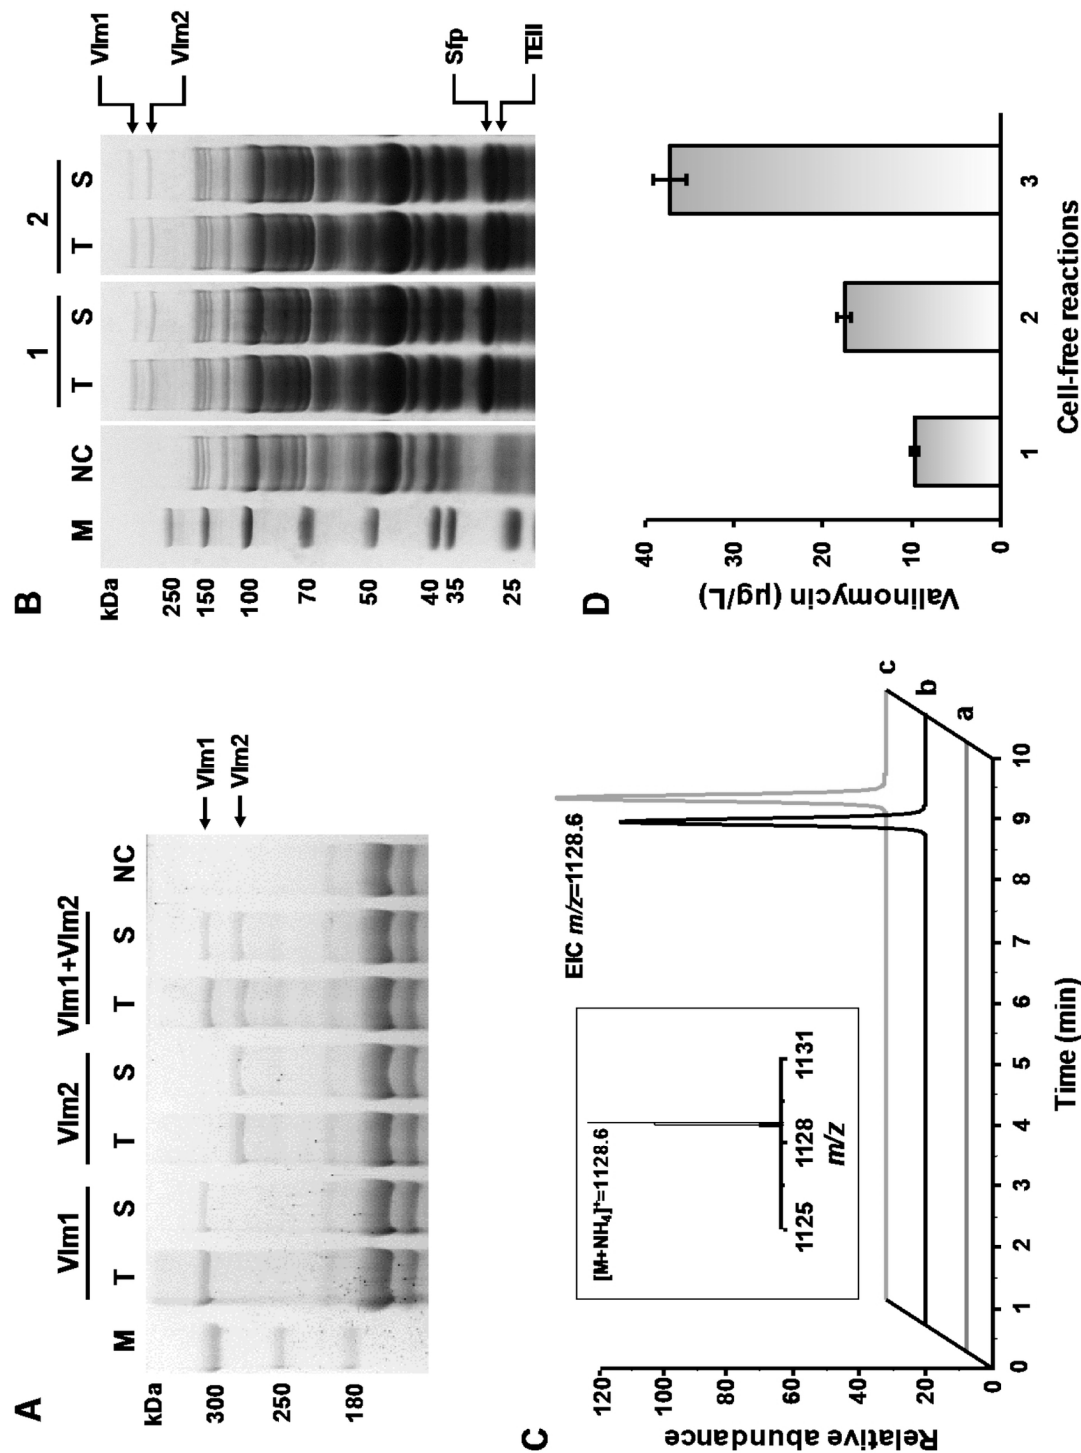 A
Vlm1
Vlm2
Vlm1+Vlm2
kDa
M
T
S
T
S
T
S
NC
300
250
180
Vlm1
Vlm2
B
1
2
kDa
M
NC
T
S
T
S
250
150
100
70
50
40
35
25
Vlm1
Vlm2
Sfp
TEII
C
Relative abundance
120
100
80
60
40
20
0
[M+NH₄]⁺=1128.6
1125
1128
1131
m/z
EIC m/z=1128.6
c
b
a
0
1
2
3
4
5
6
7
8
9
10
Time (min)
D
Valinomycin (µg/L)
40
30
20
10
0
1
2
3
Cell-free reactions